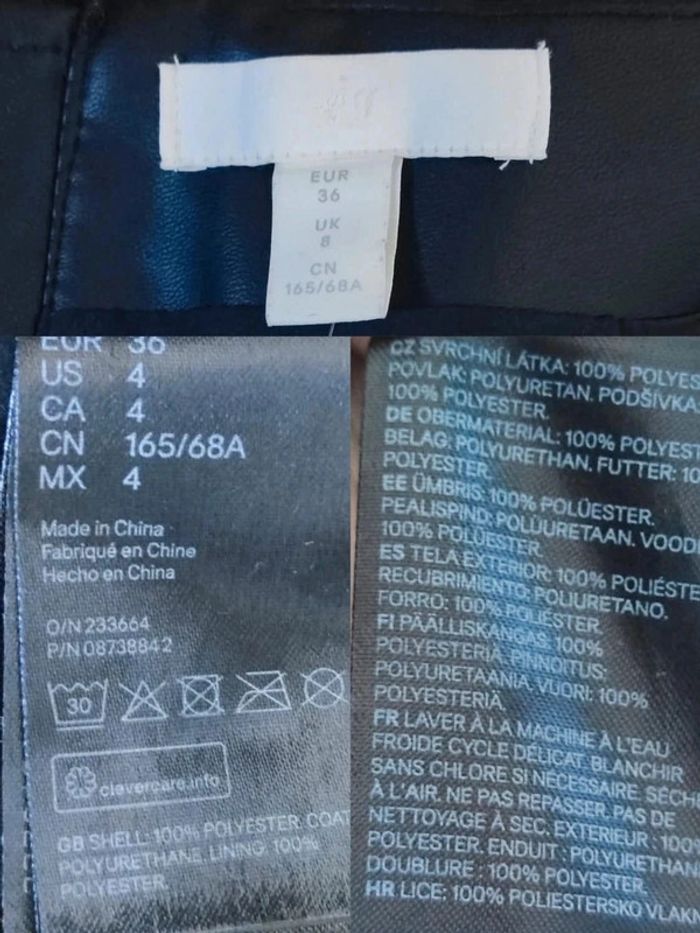 EUR
36
UK
8
CN
165/68A
EUR 36
US 4
CA 4
CN 165/68A
MX 4
Made in China
Fabriqué en Chine
Hecho en China
O/N 233664
P/N 08738842
30
clevercare.info
GB SHELL: 100% POLYESTER. COAT
POLYURETHANE. LINING: 100%
POLYESTER.
CZ SVRCHNÍ LÁTKA: 100% POLYES
POVLAK: POLYURETAN. PODŠÍVKA
100% POLYESTER.
DE OBERMATERIAL: 100% POLYEST
BELAG: POLYURETHAN. FUTTER: 10
POLYESTER.
EE ÜMBRIS: 100% POLÜESTER.
PEALISPIND: POLÜURETAAN. VOOD
100% POLÜESTER.
ES TELA EXTERIOR: 100% POLIÉSTE
RECUBRIMIENTO: POLIURETANO.
FORRO: 100% POLIÉSTER.
FI PÄÄLLISKANGAS: 100%
POLYESTERIÄ. PINNOITUS:
POLYURETAANIA. VUORI: 100%
POLYESTERIÄ.
FR LAVER À LA MACHINE À L'EAU
FROIDE CYCLE DÉLICAT. BLANCHIR
SANS CHLORE SI NÉCESSAIRE. SÉCH
À L'AIR. NE PAS REPASSER. PAS DE
NETTOYAGE À SEC. EXTÉRIEUR : 100
POLYESTER. ENDUIT : POLYURETHAN
DOUBLURE : 100% POLYESTER.
HR LICE: 100% POLIESTERSKO VLAKN